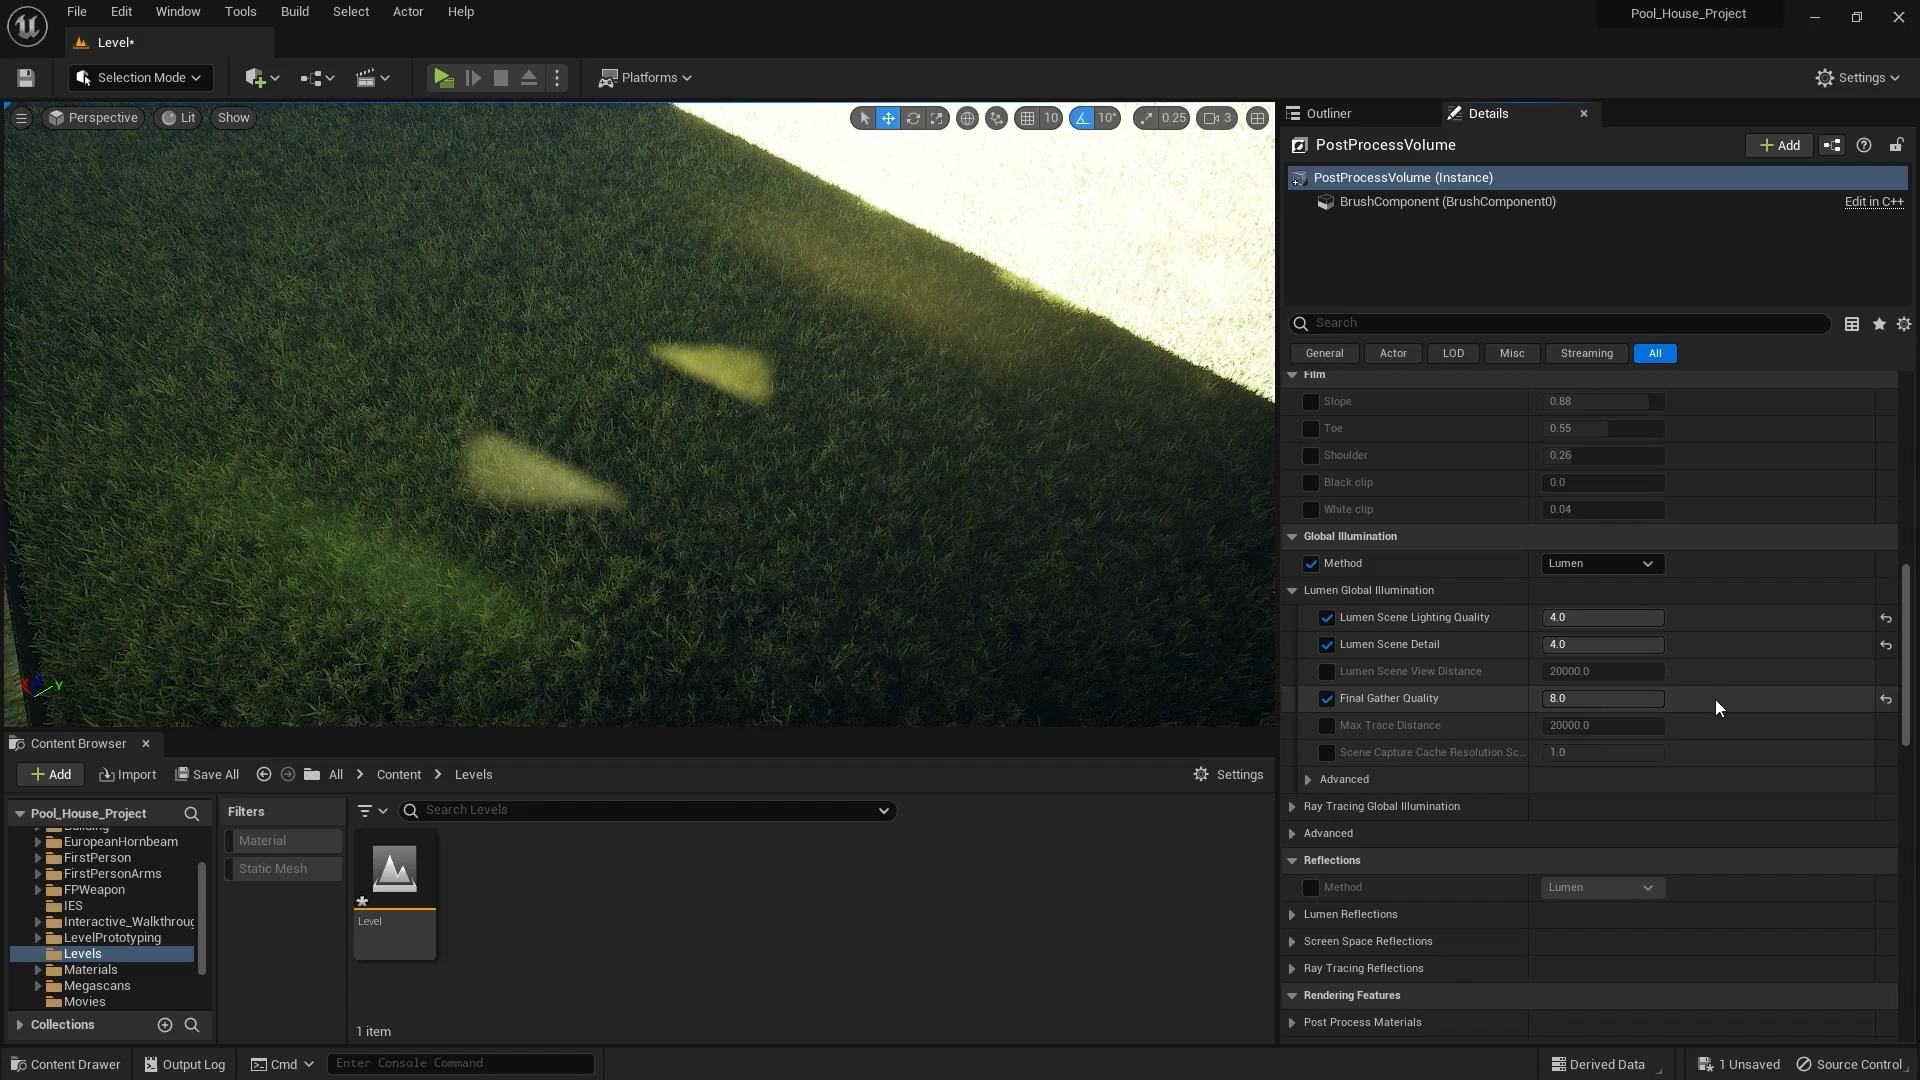 File Edit Window Tools Build Select Actor Help
Pool_House_Project
Level*
Selection Mode
Platforms
Settings
Perspective Lit Show
10 10° 0.25 3
Outliner Details
PostProcessVolume
Add
PostProcessVolume (Instance)
BrushComponent (BrushComponent0) Edit in C++
Search
General Actor LOD Misc Streaming All
Film
Slope 0.88
Toe 0.55
Shoulder 0.26
Black clip 0.0
White clip 0.04
Global Illumination
Method Lumen
Lumen Global Illumination
Lumen Scene Lighting Quality 4.0
Lumen Scene Detail 4.0
Lumen Scene View Distance 20000.0
Final Gather Quality 8.0
Max Trace Distance 20000.0
Scene Capture Cache Resolution Sc... 1.0
Advanced
Ray Tracing Global Illumination
Advanced
Reflections
Method Lumen
Lumen Reflections
Screen Space Reflections
Ray Tracing Reflections
Rendering Features
Post Process Materials
Y
Content Browser
Add Import Save All All Content Levels Settings
Pool_House_Project
Building
EuropeanHornbeam
FirstPerson
FirstPersonArms
FPWeapon
IES
Interactive_Walkthroug
LevelPrototyping
Levels
Materials
Megascans
Movies
Collections
Filters
Material
Static Mesh
Search Levels
Level
1 item
Content Drawer Output Log Cmd Enter Console Command
Derived Data 1 Unsaved Source Control